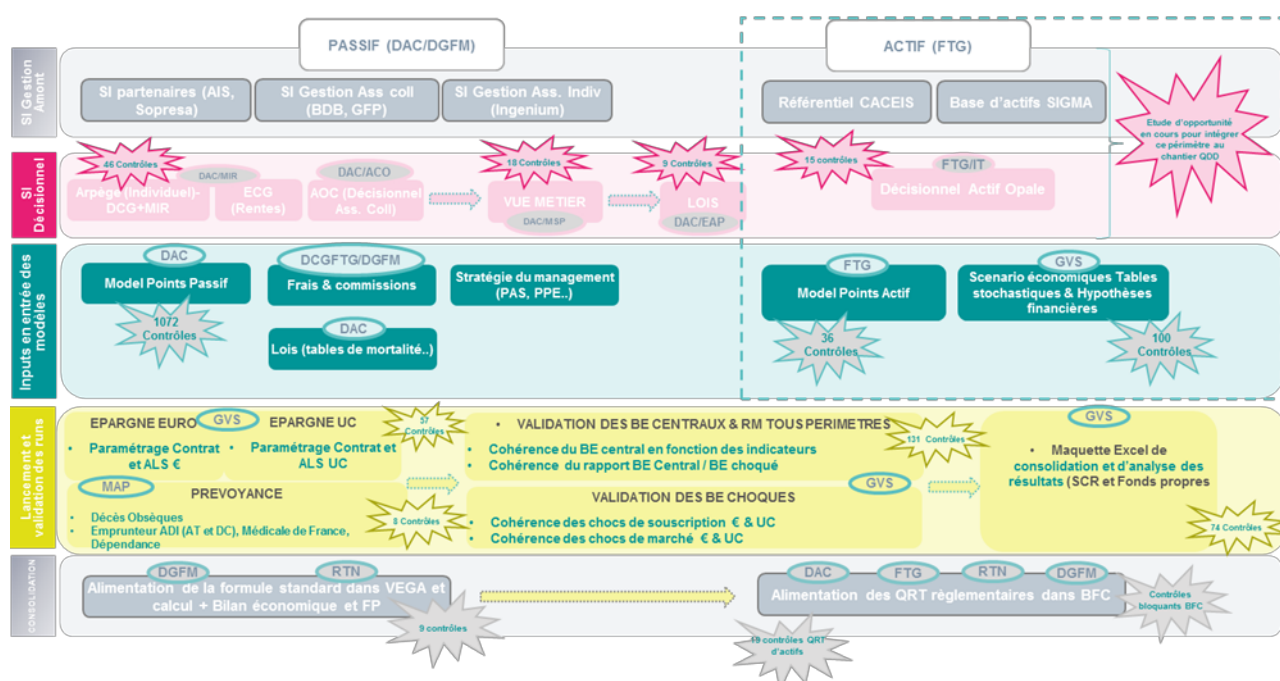 PASSIF (DAC/DGFM)
ACTIF (FTG)
SI Gestion
Amont
SI partenaires (AIS,
Sopresa)
SI Gestion Ass coll
(BDB, GFP)
SI Gestion Ass. Indiv
(Ingenium)
Référentiel CACEIS
Base d'actifs SIGMA
Etude d'opportunité
en cours pour intégrer
ce périmètre au
chantier QDD
SI
Décisionnel
46 Contrôles
DAC/MIR
Arpège (Individuel)-
DCG+MIR
ECG
(Rentes)
DAC/ACO
AOC (Décisionnel
Ass. Coll)
18 Contrôles
VUE METIER
DAC/MSP
9 Contrôles
LOIS
DAC/EAP
15 contrôles
FTG/IT
Décisionnel Actif Opale
Inputs en entrée des
modèles
DAC
Model Points Passif
1072
Contrôles
DCGFTG/DGFM
Frais & commissions
DAC
Lois (tables de mortalité..)
Stratégie du management
(PAS, PPE..)
FTG
Model Points Actif
36
Contrôles
GVS
Scenario économiques Tables
stochastiques & Hypothèses
financières
100
Contrôles
Lancement et
validation des runs
EPARGNE EURO
GVS
EPARGNE UC
• Paramétrage Contrat
et ALS €
• Paramétrage Contrat et
ALS UC
37
Contrôles
MAP
PREVOYANCE
• Décès Obsèques
• Emprunteur ADI (AT et DC), Médicale de France,
Dépendance
8 Contrôles
• VALIDATION DES BE CENTRAUX & RM TOUS PERIMETRES
• Cohérence du BE central en fonction des indicateurs
• Cohérence du rapport BE Central / BE choqué
131 Contrôles
VALIDATION DES BE CHOQUES
GVS
• Cohérence des chocs de souscription € & UC
• Cohérence des chocs de marché € & UC
GVS
• Maquette Excel de
consolidation et d'analyse des
résultats (SCR et Fonds propres
74 Contrôles
CONSOLIDATION
DGFM
RTN
Alimentation de la formule standard dans VEGA et
calcul + Bilan économique et FP
9 contrôles
DAC
FTG
RTN
DGFM
Alimentation des QRT règlementaires dans BFC
Contrôles
bloquants BFC
19 contrôles QRT
d'actifs